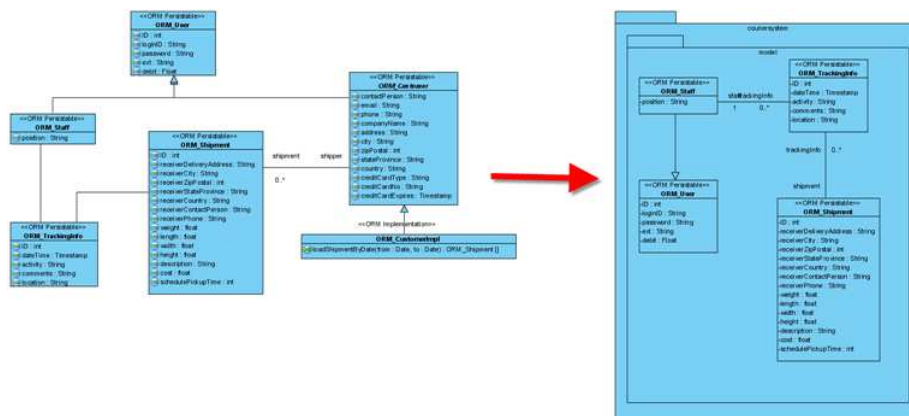 <<ORM Persistable>>
ORM_User
ID : int
loginID : String
password : String
ext : String
debit : Float
<<ORM Persistable>>
ORM_Staff
position : String
<<ORM Persistable>>
ORM_TrackingInfo
ID : int
dateTime : Timestamp
activity : String
comments : String
location : String
<<ORM Persistable>>
ORM_Shipment
ID : int
receiverDeliveryAddress : String
receiverCity : String
receiverZipPostal : int
receiverStateProvince : String
receiverCountry : String
receiverContactPerson : String
receiverPhone : String
weight : float
length : float
width : float
height : float
description : String
cost : float
schedulePickupTime : int
shipment
shipper
0..*
<<ORM Persistable>>
ORM_Customer
contactPerson : String
email : String
phone : String
companyName : String
address : String
city : String
zipPostal : int
stateProvince : String
country : String
creditCardType : String
creditCardNo : String
creditCardExpires : Timestamp
<<ORM Implementation>>
ORM_CustomerImpl
loadShipmentByDate(from : Date, to : Date) : ORM_Shipment []
couriersystem
model
<<ORM Persistable>>
ORM_Staff
-position : String
trackingInfo
1
0..*
<<ORM Persistable>>
ORM_TrackingInfo
-ID : int
-dateTime : Timestamp
-activity : String
-comments : String
-location : String
trackingInfo
0..*
shipment
<<ORM Persistable>>
ORM_User
-ID : int
-loginID : String
-password : String
-ext : String
-debit : Float
<<ORM Persistable>>
ORM_Shipment
-ID : int
-receiverDeliveryAddress : String
-receiverCity : String
-receiverZipPostal : int
-receiverStateProvince : String
-receiverCountry : String
-receiverContactPerson : String
-receiverPhone : String
-weight : float
-length : float
-width : float
-height : float
-description : String
-cost : float
-schedulePickupTime : int